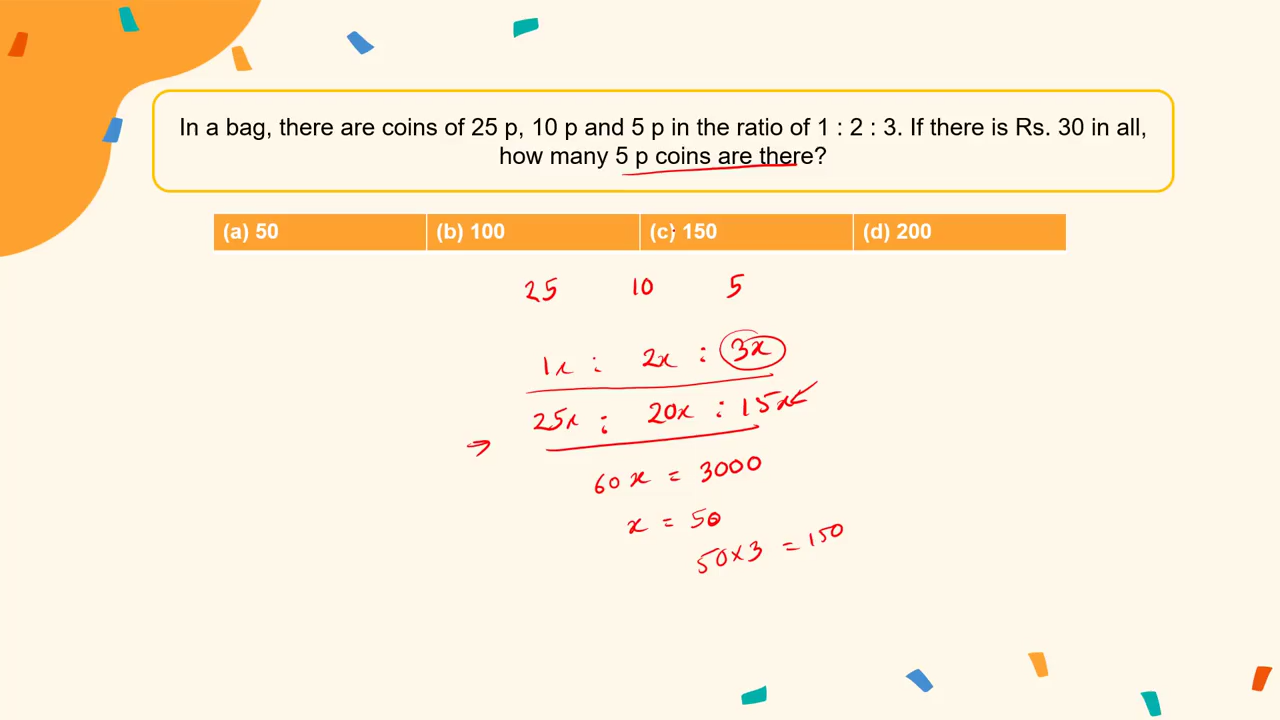 In a bag, there are coins of 25 p, 10 p and 5 p in the ratio of 1 : 2 : 3. If there is Rs. 30 in all,
how many 5 p coins are there?
(a) 50 (b) 100 (c) 150 (d) 200
25 10 5
1x : 2x : 3x
25x : 20x : 15x
60x = 3000
x = 50
50×3 = 150